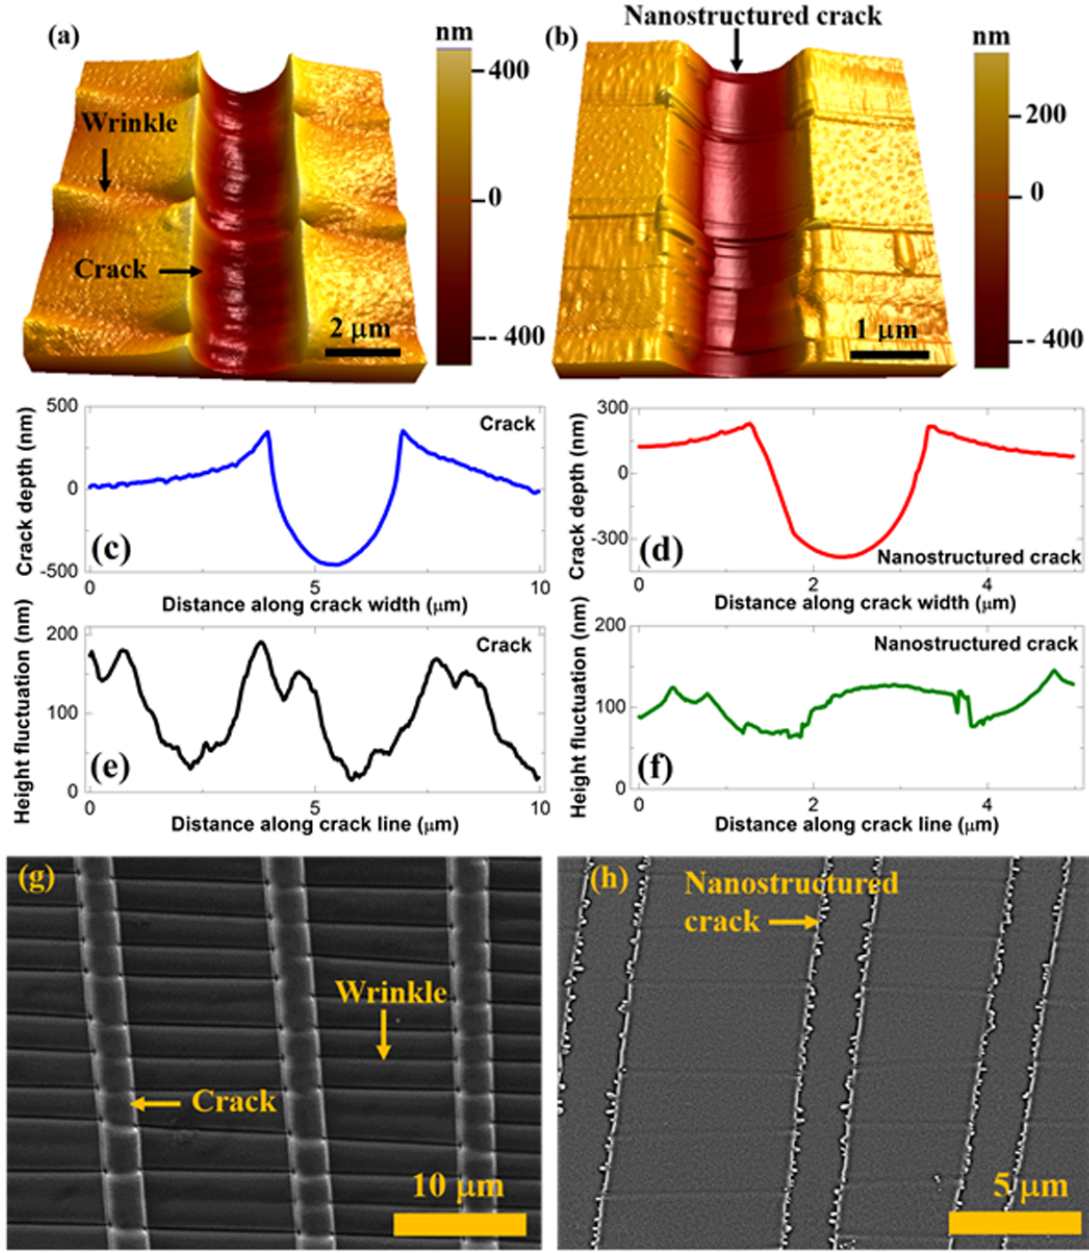 (a)
nm
400
0
- 400
Wrinkle
Crack
2 μm
Nanostructured crack
(b)
nm
200
0
- 400
1 μm
500
0
-500
Crack depth (nm)
Crack
(c)
0
5
10
Distance along crack width (μm)
300
0
-300
Crack depth (nm)
(d)
Nanostructured crack
0
2
4
Distance along crack width (μm)
200
100
0
Height fluctuation (nm)
Crack
(e)
0
5
10
Distance along crack line (μm)
200
100
0
Height fluctuation (nm)
Nanostructured crack
(f)
0
2
4
Distance along crack line (μm)
(g)
Wrinkle
Crack
10 μm
(h)
Nanostructured
crack
5 μm